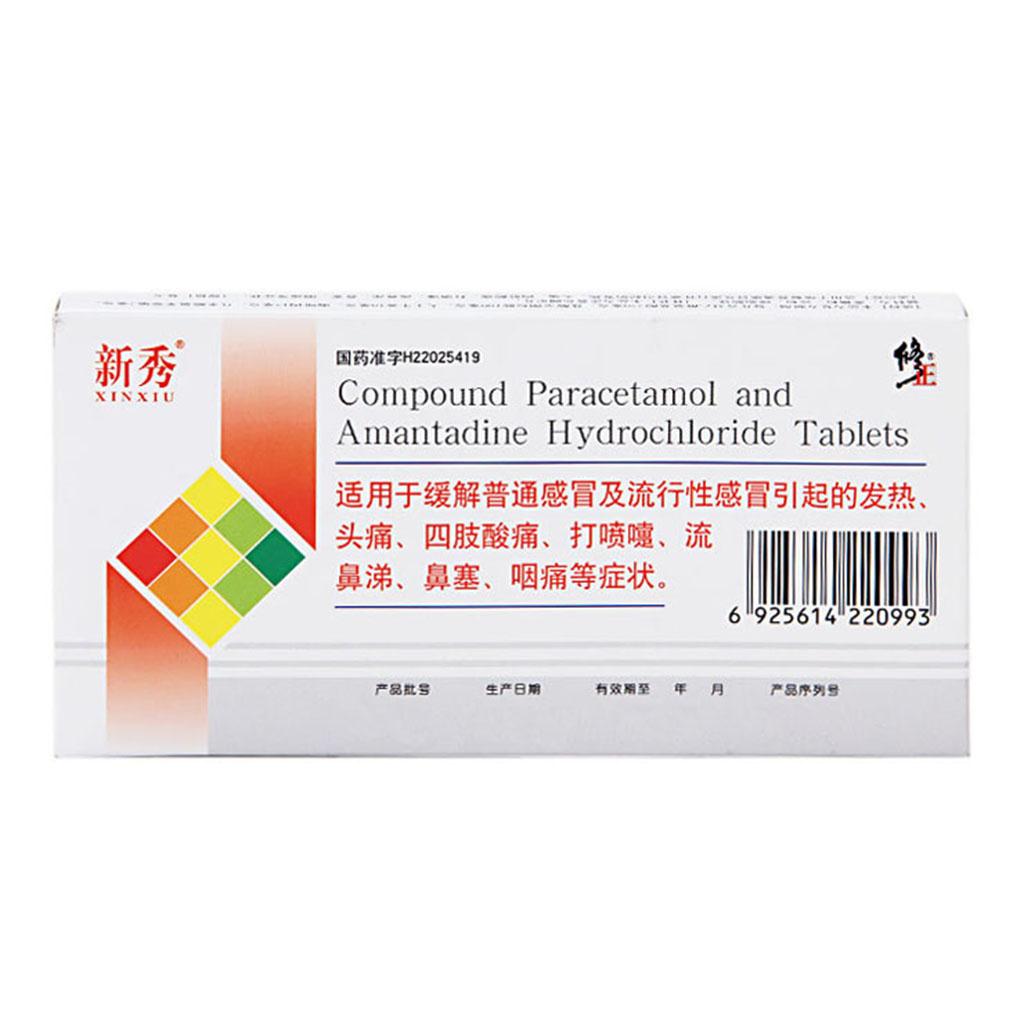 新秀®
XINXIU
国药准字H22025419
修正®
Compound Paracetamol and
Amantadine Hydrochloride Tablets
适用于缓解普通感冒及流行性感冒引起的发热、
头痛、四肢酸痛、打喷嚏、流
鼻涕、鼻塞、咽痛等症状。
6 925614 220993
产品批号 生产日期 有效期至 年 月 产品序列号